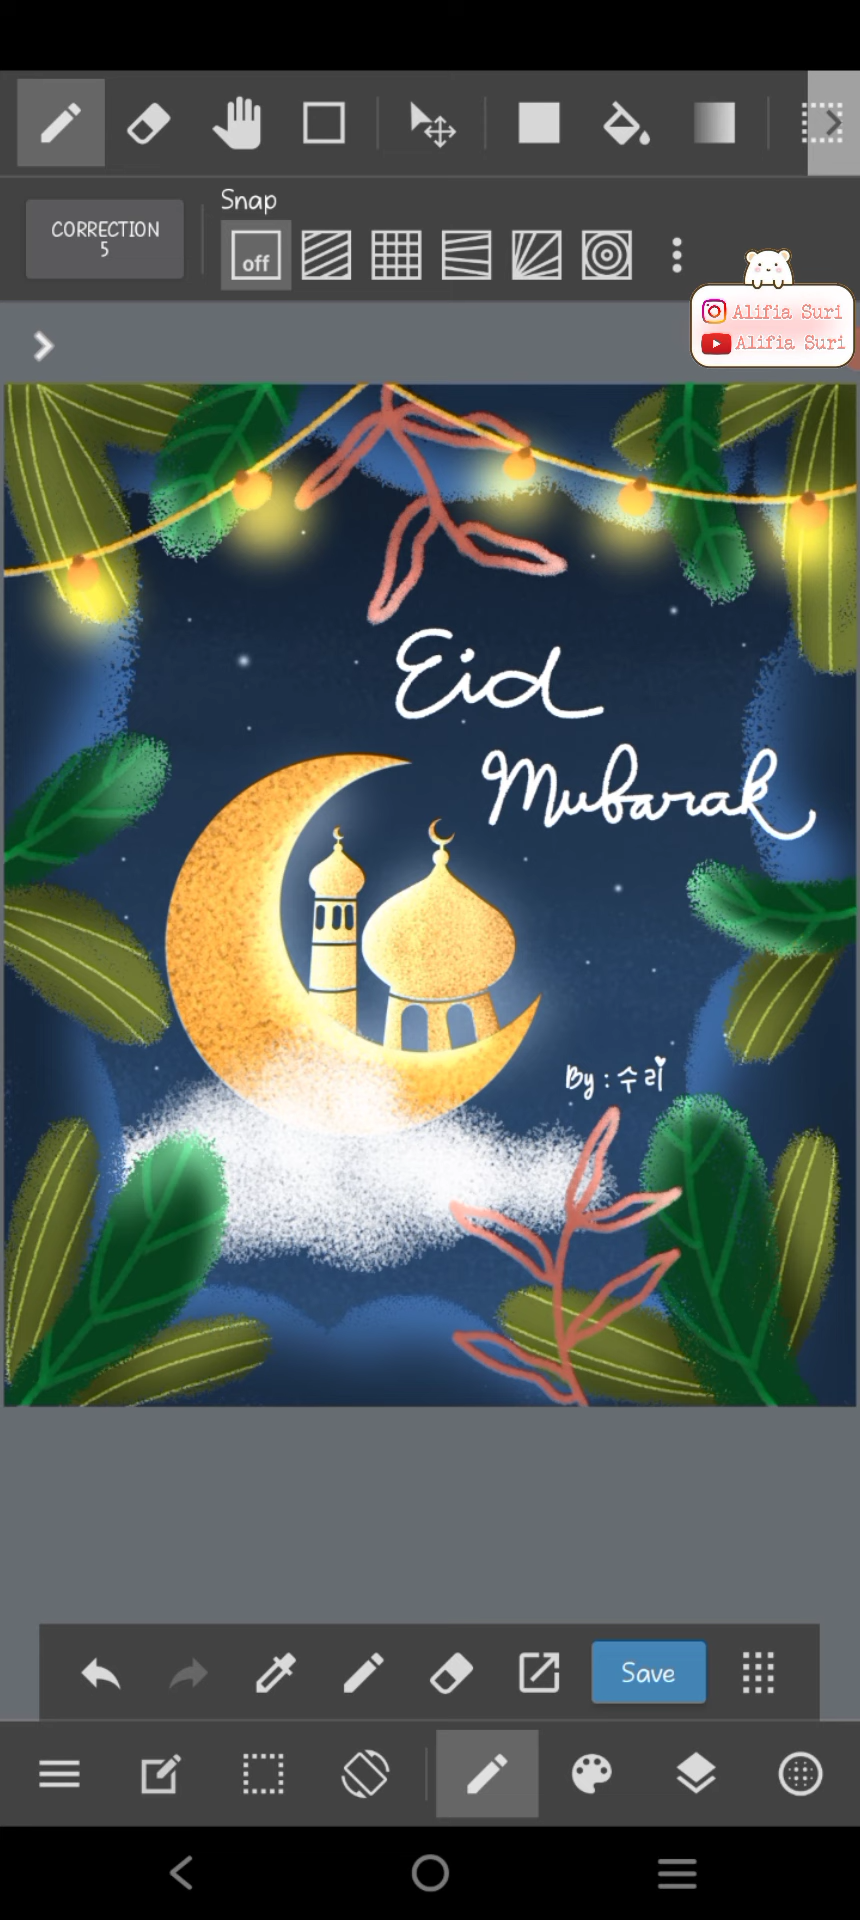 Snap
CORRECTION
5
off
Alifia Suri
Alifia Suri
Eid
Mubarak
By : 수리
Save